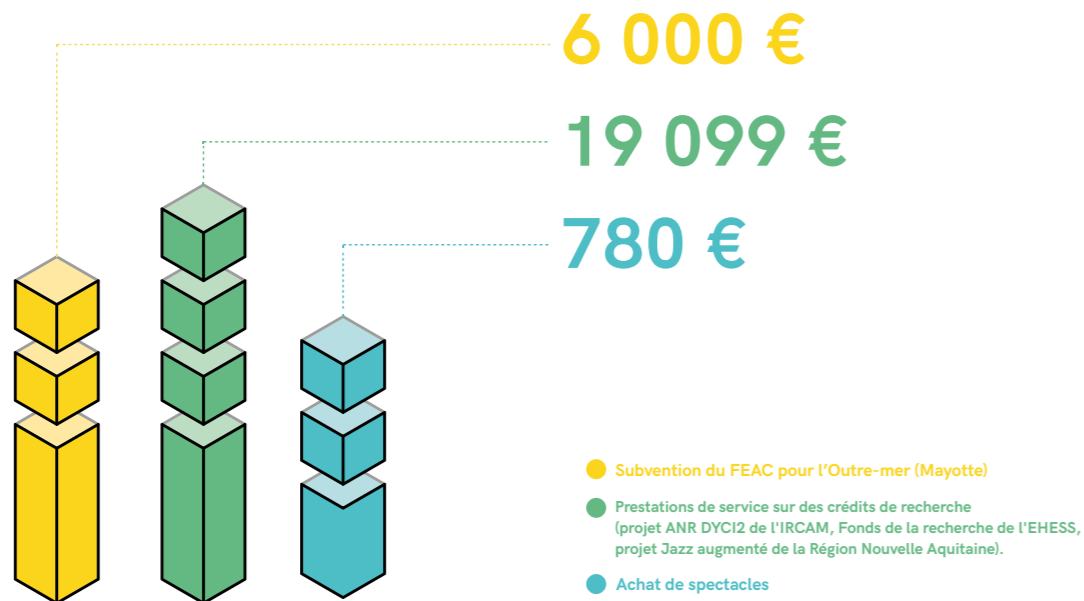 6 000 €
19 099 €
780 €
Subvention du FEAC pour l'Outre-mer (Mayotte)
Prestations de service sur des crédits de recherche
(projet ANR DYCI2 de l'IRCAM, Fonds de la recherche de l'EHESS,
projet Jazz augmenté de la Région Nouvelle Aquitaine).
Achat de spectacles